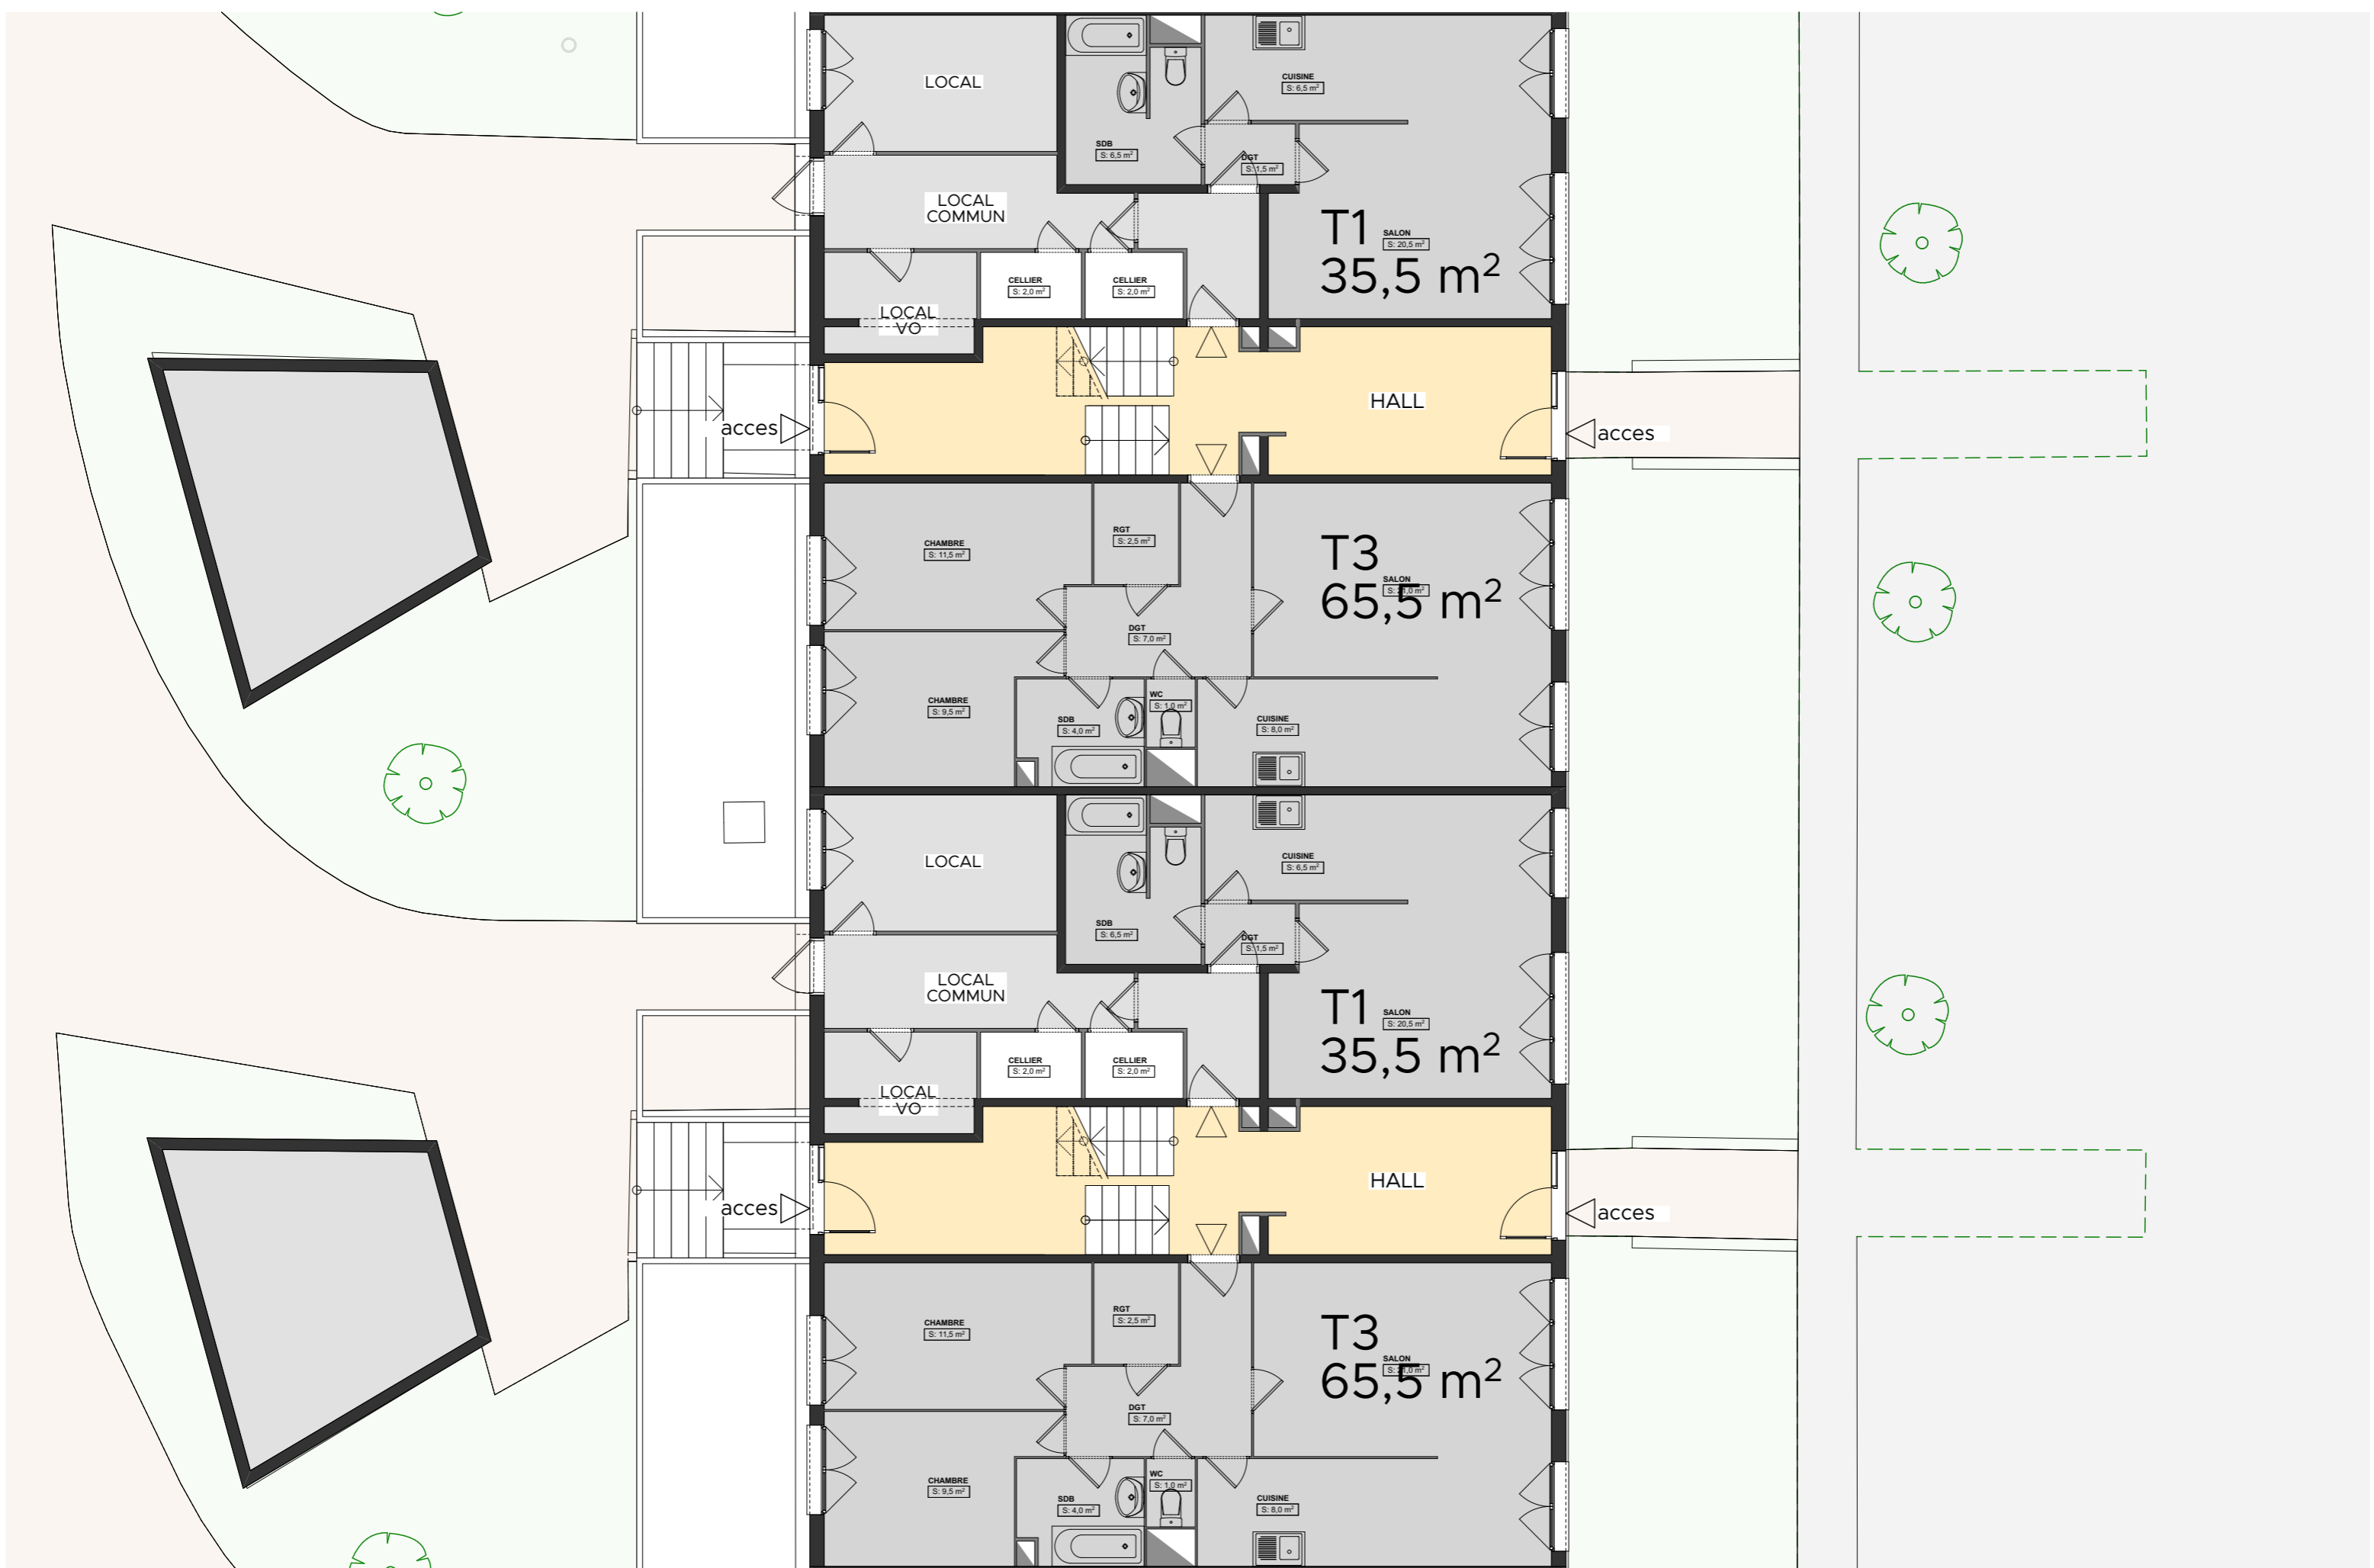 LOCAL
CUISINE
S: 6,5 m²
SDB
S: 6,5 m²
DGT
S: 1,5 m²
LOCAL
COMMUN
T1
SALON
S: 20,5 m²
35,5 m²
CELLIER
S: 2,0 m²
CELLIER
S: 2,0 m²
LOCAL
VO
HALL
acces
acces
CHAMBRE
S: 11,5 m²
RGT
S: 2,5 m²
T3
SALON
65,5 m²
DGT
S: 7,0 m²
CHAMBRE
S: 9,5 m²
SDB
S: 4,0 m²
WC
S: 1,0 m²
CUISINE
S: 8,0 m²
LOCAL
CUISINE
S: 6,5 m²
SDB
S: 6,5 m²
DGT
S: 1,5 m²
LOCAL
COMMUN
T1
SALON
S: 20,5 m²
35,5 m²
CELLIER
S: 2,0 m²
CELLIER
S: 2,0 m²
LOCAL
VO
HALL
acces
acces
CHAMBRE
S: 11,5 m²
RGT
S: 2,5 m²
T3
SALON
65,5 m²
DGT
S: 7,0 m²
CHAMBRE
S: 9,5 m²
SDB
S: 4,0 m²
WC
S: 1,0 m²
CUISINE
S: 8,0 m²